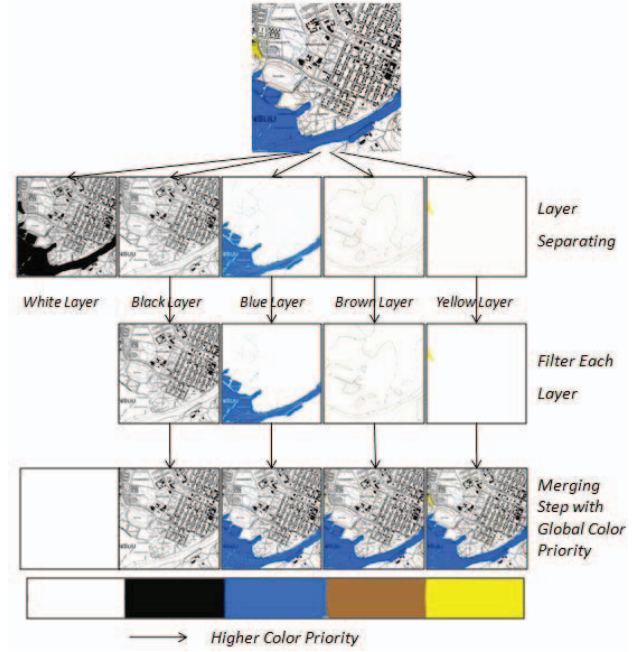 Layer
Separating
White Layer
Black Layer
Blue Layer
Brown Layer
Yellow Layer
Filter Each
Layer
Merging
Step with
Global Color
Priority
Higher Color Priority